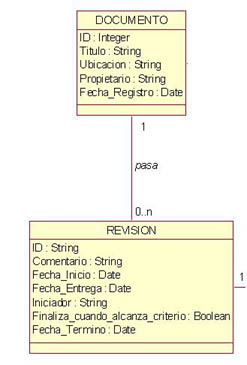 DOCUMENTO
ID : Integer
Titulo : String
Ubicacion : String
Propietario : String
Fecha_Registro : Date
1
pasa
0..n
REVISION
ID : String
Comentario : String
Fecha_Inicio : Date
Fecha_Entrega : Date
Iniciador : String
Finaliza_cuando_alcanza_criterio : Boolean
Fecha_Termino : Date
1